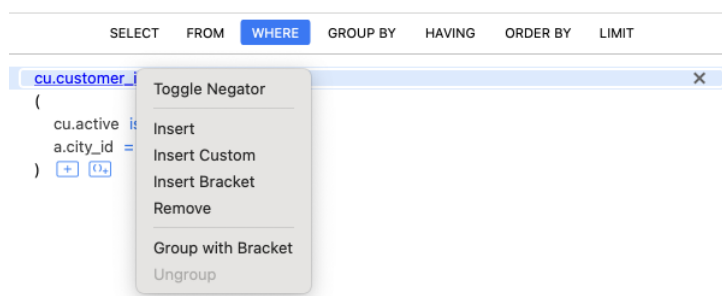 SELECT FROM WHERE GROUP BY HAVING ORDER BY LIMIT
cu.customer_i
(
cu.active is
a.city_id =
)
Toggle Negator
Insert
Insert Custom
Insert Bracket
Remove
Group with Bracket
Ungroup